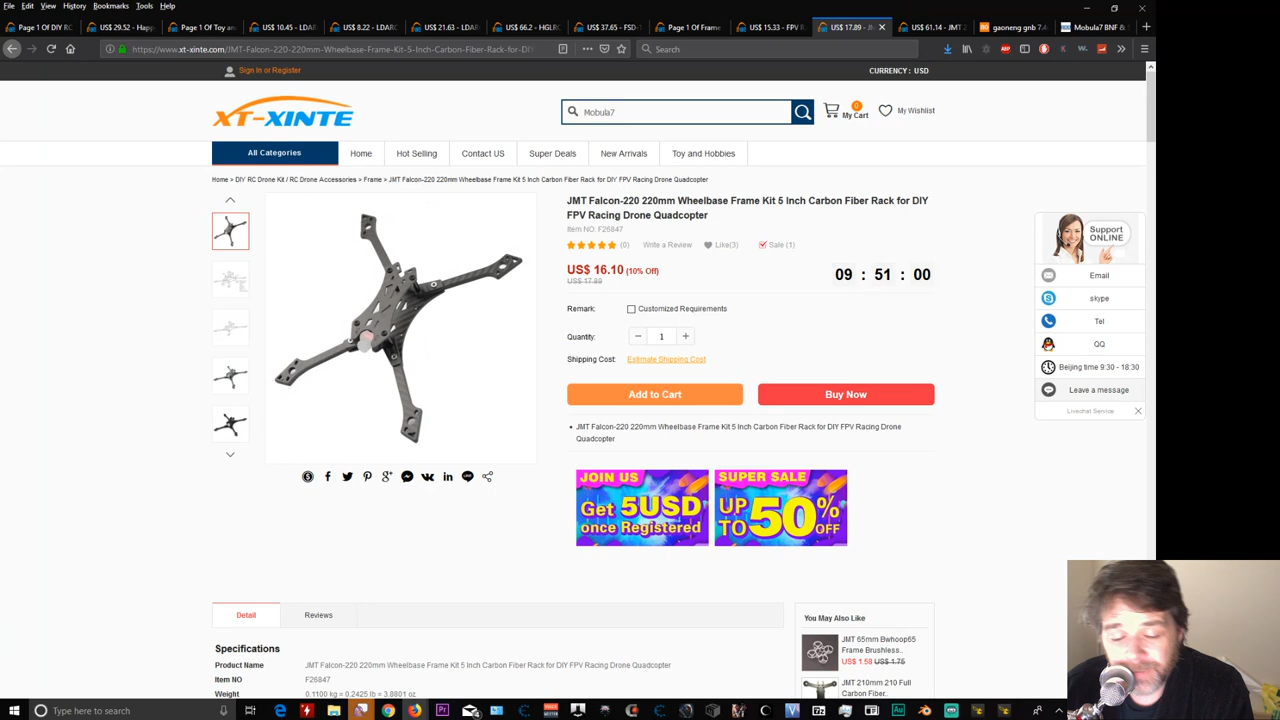 File Edit View History Bookmarks Tools Help
Page 1 Of DIY RC
US$ 29.52 - Happy
Page 1 Of Toy and
US$ 10.45 - LDAR
US$ 8.22 - LDARC
US$ 21.63 - LDAR
US$ 66.2 - HGLRC
US$ 37.65 - FSD-1
Page 1 Of Frame
US$ 15.33 - FPV R
US$ 17.89 - JM
US$ 61.14 - JMT 2
gaoneng gnb 7.4
Mobula7 BNF &
https://www.xt-xinte.com/JMT-Falcon-220-220mm-Wheelbase-Frame-Kit-5-Inch-Carbon-Fiber-Rack-for-DI
Search
Sign In or Register
CURRENCY : USD
XT-XINTE
Mobula7
0
My Cart
My Wishlist
All Categories
Home
Hot Selling
Contact US
Super Deals
New Arrivals
Toy and Hobbies
Home > DIY RC Drone Kit / RC Drone Accessories > Frame > JMT Falcon-220 220mm Wheelbase Frame Kit 5 Inch Carbon Fiber Rack for DIY FPV Racing Drone Quadcopter
JMT Falcon-220 220mm Wheelbase Frame Kit 5 Inch Carbon Fiber Rack for DIY
FPV Racing Drone Quadcopter
Item NO. F26847
(0) Write a Review Like(3) Sale (1)
US$ 16.10 (10% Off)
US$ 17.89
09 : 51 : 00
Remark: Customized Requirements
Quantity: 1
Shipping Cost: Estimate Shipping Cost
Add to Cart
Buy Now
• JMT Falcon-220 220mm Wheelbase Frame Kit 5 Inch Carbon Fiber Rack for DIY FPV Racing Drone
Quadcopter
JOIN US
Get 5USD
once Registered
SUPER SALE
UP TO 50% OFF
Support
ONLINE
Email
skype
Tel
QQ
Beijing time 9:30 - 18:30
Leave a message
Livechat Service
Detail
Reviews
Specifications
Product Name JMT Falcon-220 220mm Wheelbase Frame Kit 5 Inch Carbon Fiber Rack for DIY FPV Racing Drone Quadcopter
Item NO F26847
Weight 0.1100 kg = 0.2425 lb = 3.8801 oz
You May Also Like
JMT 65mm Bwhoop65
Frame Brushless..
US$ 1.58 US$ 1.75
JMT 210mm 210 Full
Carbon Fiber..
Type here to search